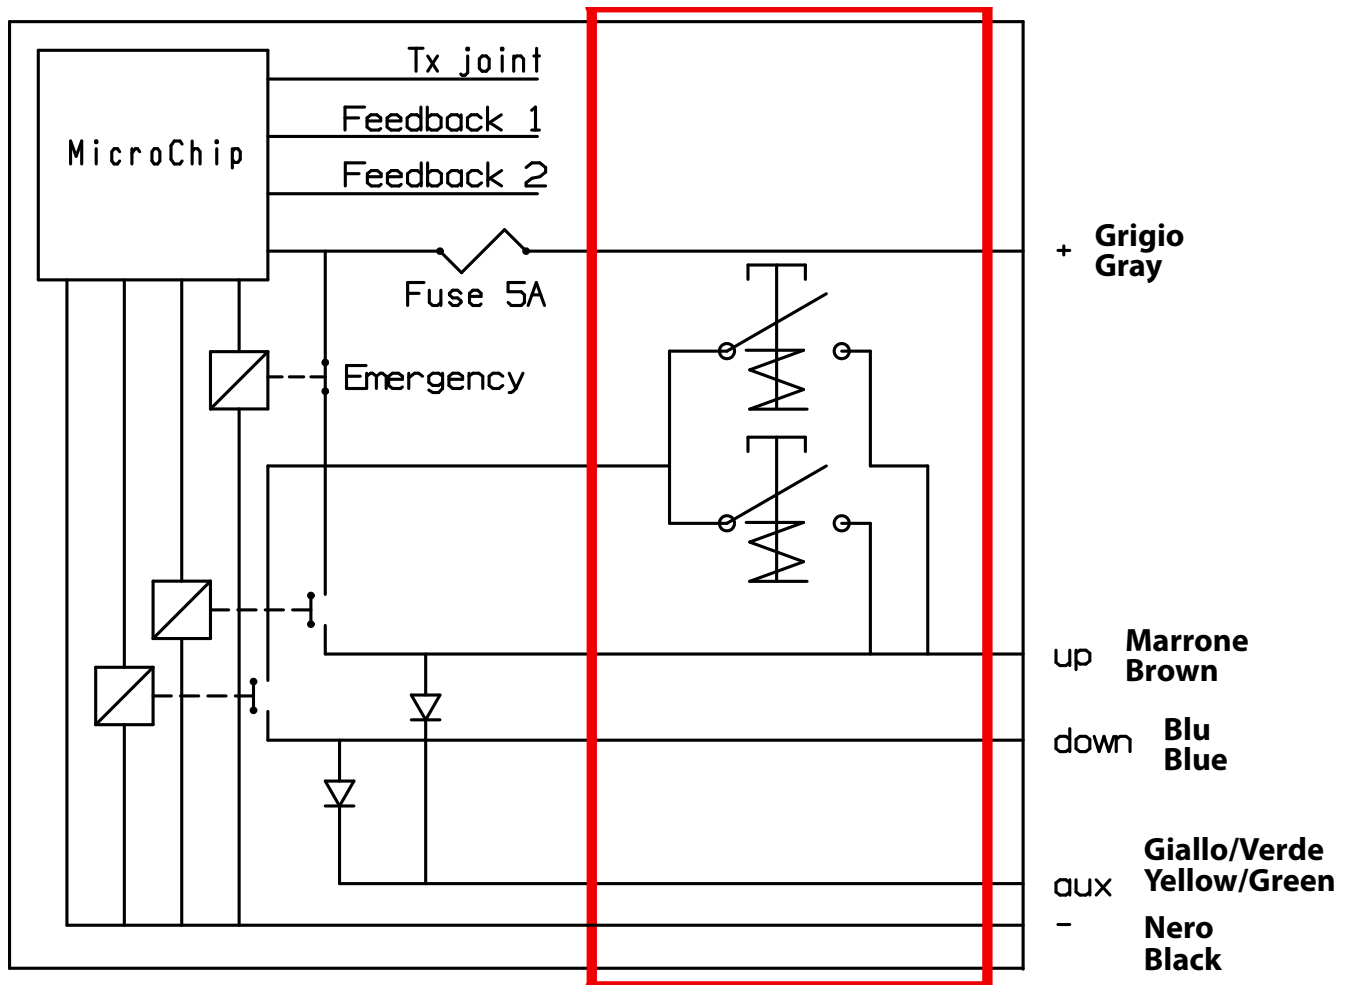 Tx joint
Feedback 1
MicroChip
Feedback 2
+ Grigio
Gray
Fuse 5A
Emergency
up Marrone
Brown
down Blu
Blue
Giallo/Verde
aux Yellow/Green
- Nero
Black